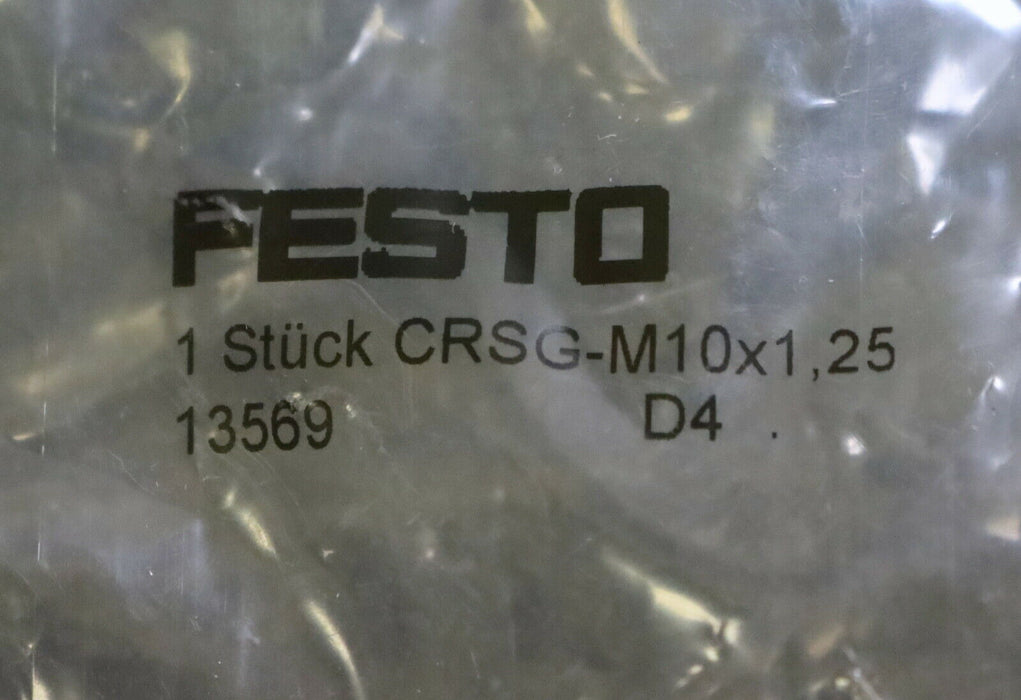 FESTO
1 Stück CRSG-M10x1,25
13569 D4 .